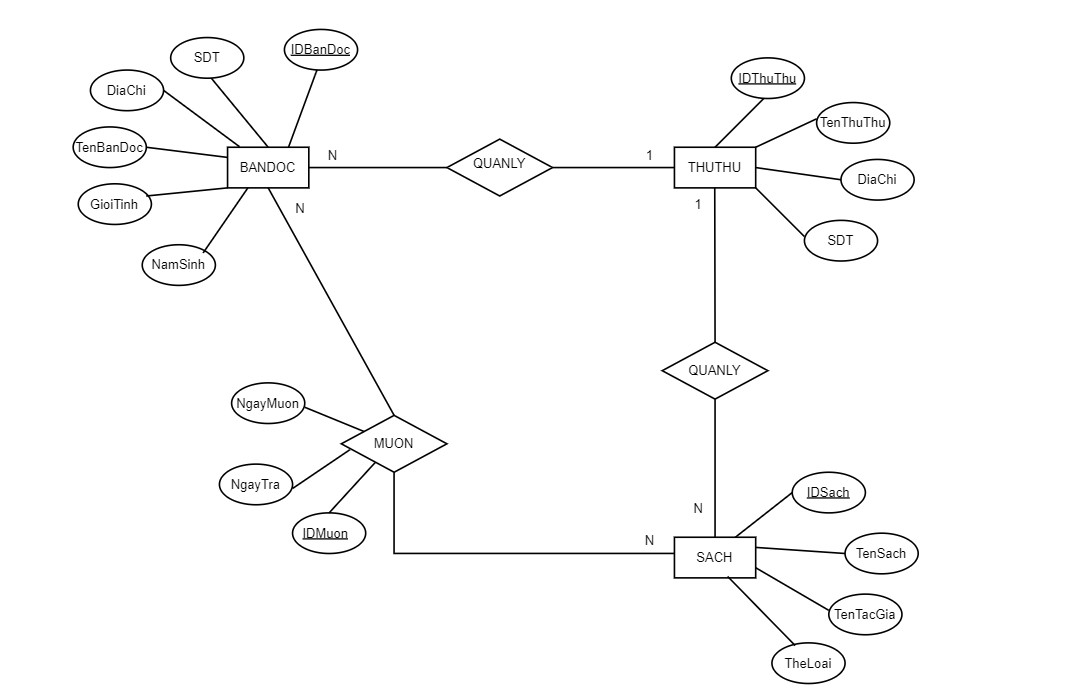 IDBanDoc
SDT
IDThuThu
DiaChi
TenThuThu
TenBanDoc
N
QUANLY
1
BANDOC
THUTHU
DiaChi
GioiTinh
N
1
SDT
NamSinh
QUANLY
NgayMuon
MUON
NgayTra
IDSach
N
IDMuon
N
SACH
TenSach
TenTacGia
TheLoai